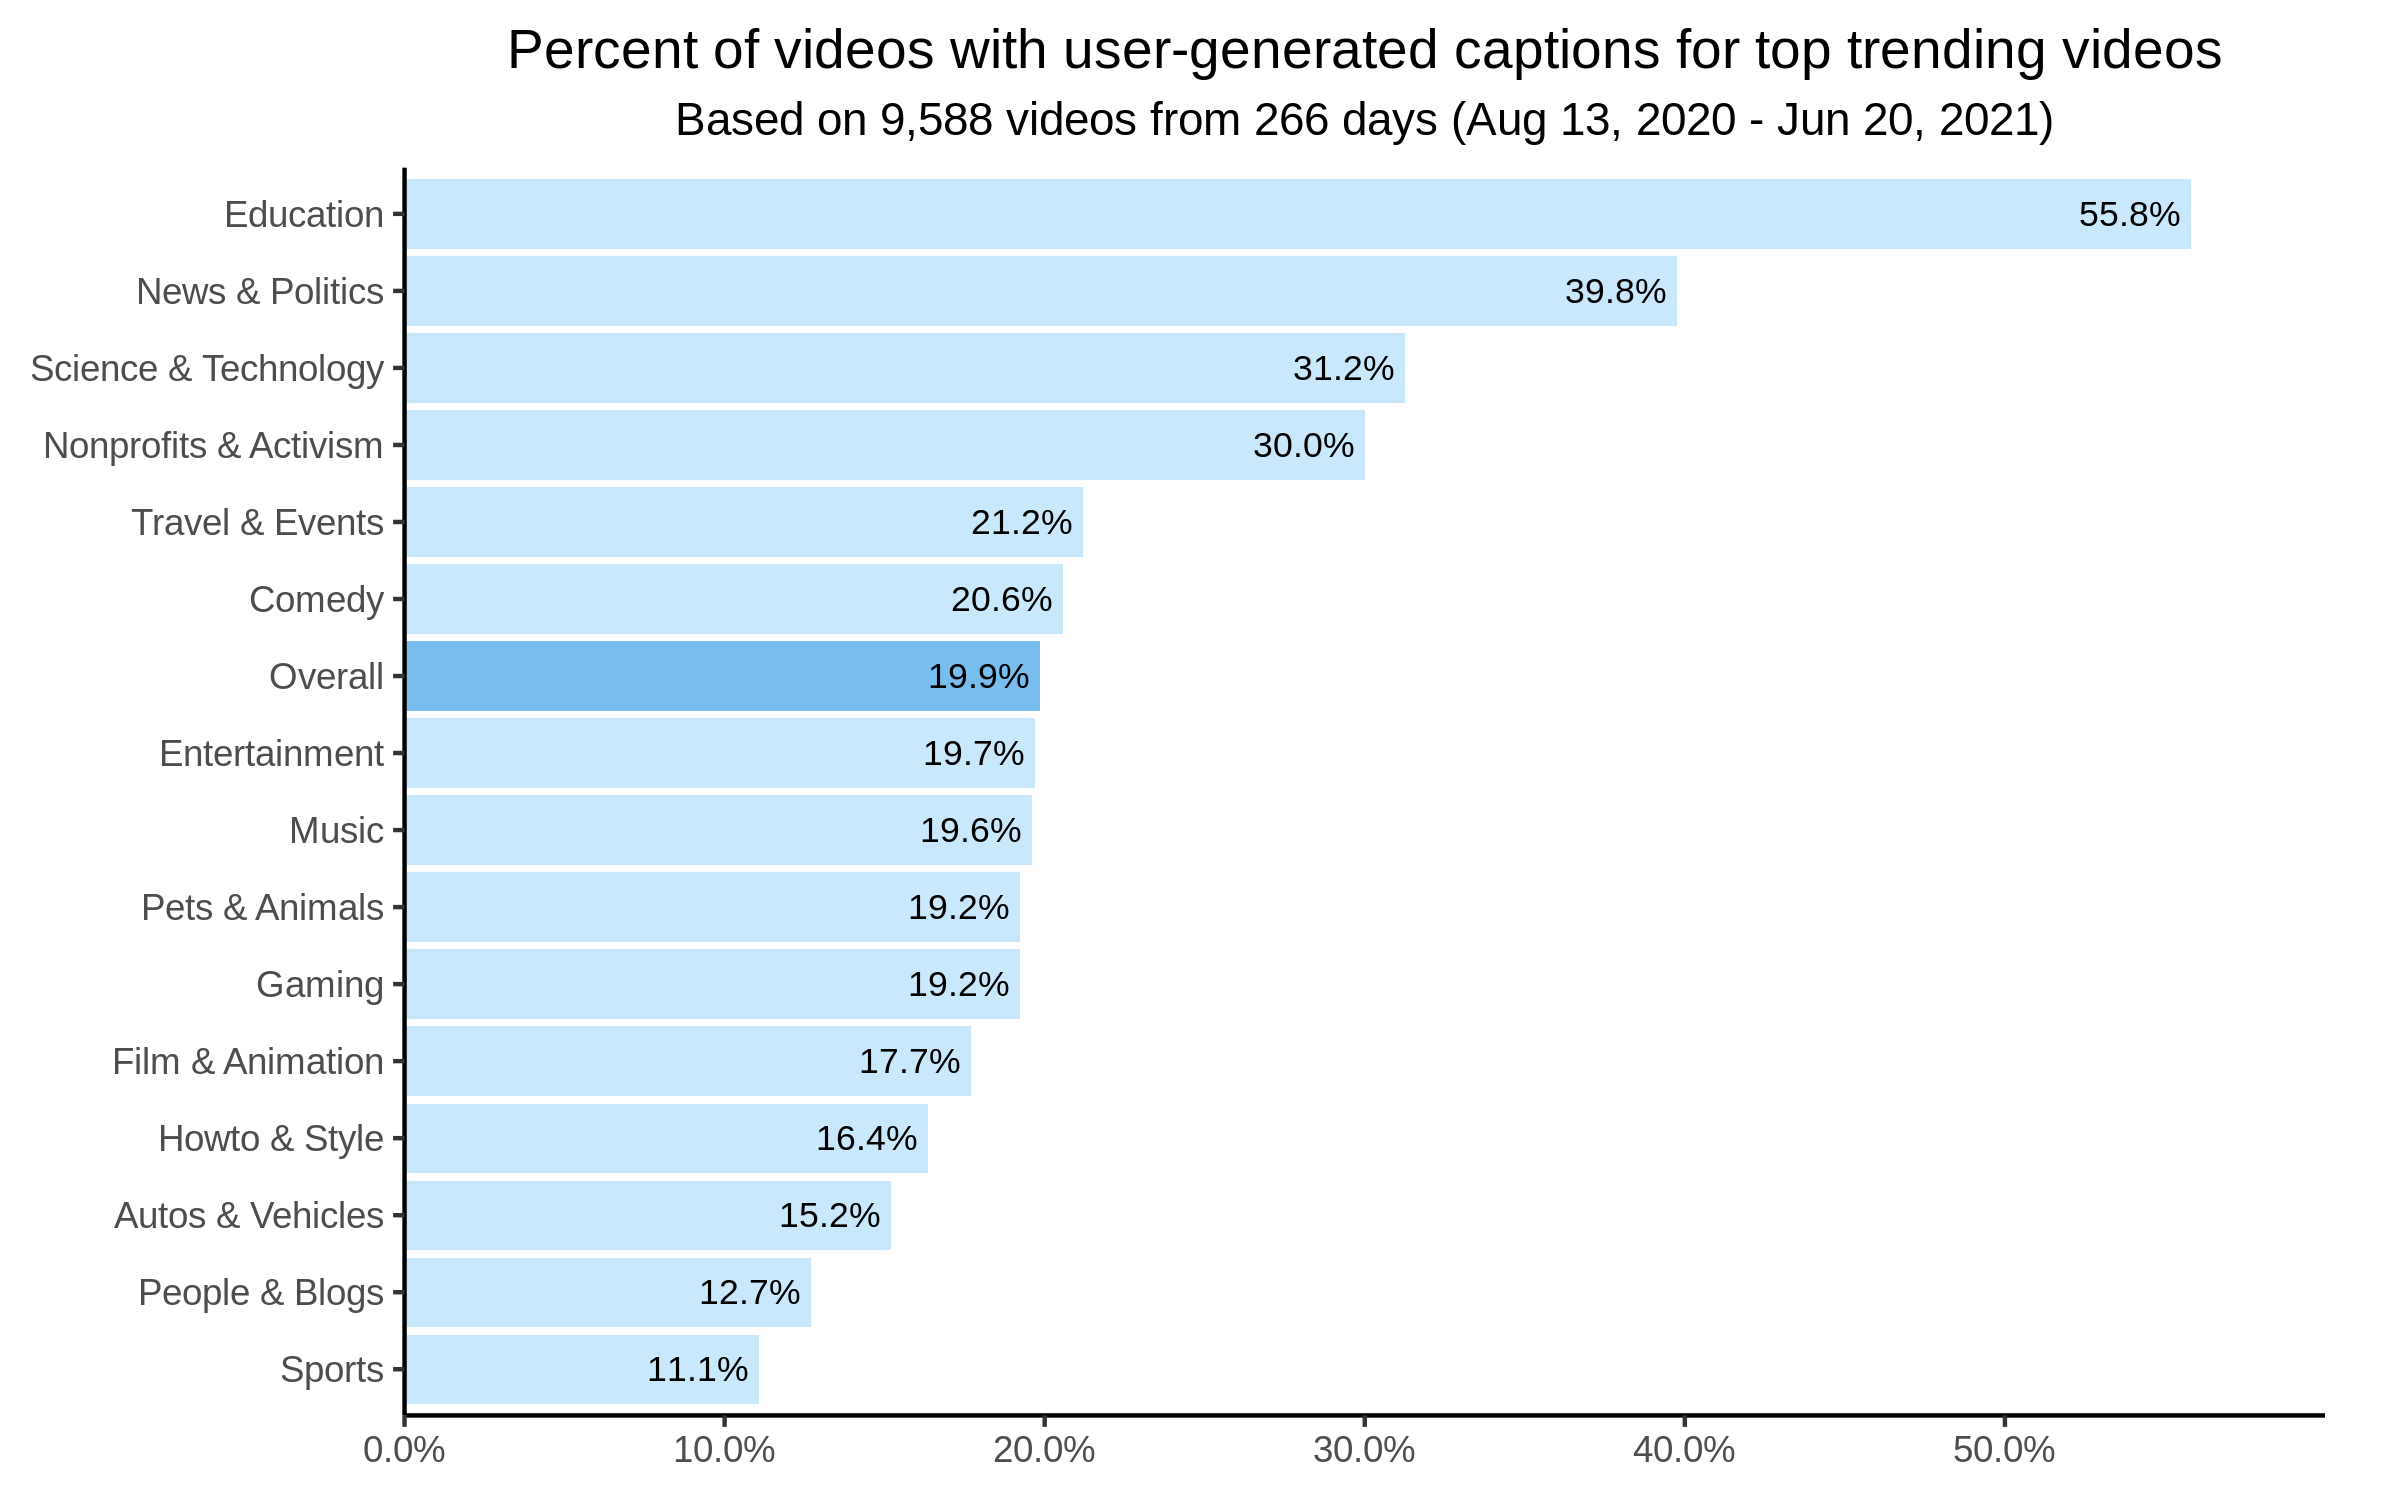 Percent of videos with user-generated captions for top trending videos
Based on 9,588 videos from 266 days (Aug 13, 2020 - Jun 20, 2021)
Education 55.8%
News & Politics 39.8%
Science & Technology 31.2%
Nonprofits & Activism 30.0%
Travel & Events 21.2%
Comedy 20.6%
Overall 19.9%
Entertainment 19.7%
Music 19.6%
Pets & Animals 19.2%
Gaming 19.2%
Film & Animation 17.7%
Howto & Style 16.4%
Autos & Vehicles 15.2%
People & Blogs 12.7%
Sports 11.1%
0.0% 10.0% 20.0% 30.0% 40.0% 50.0%